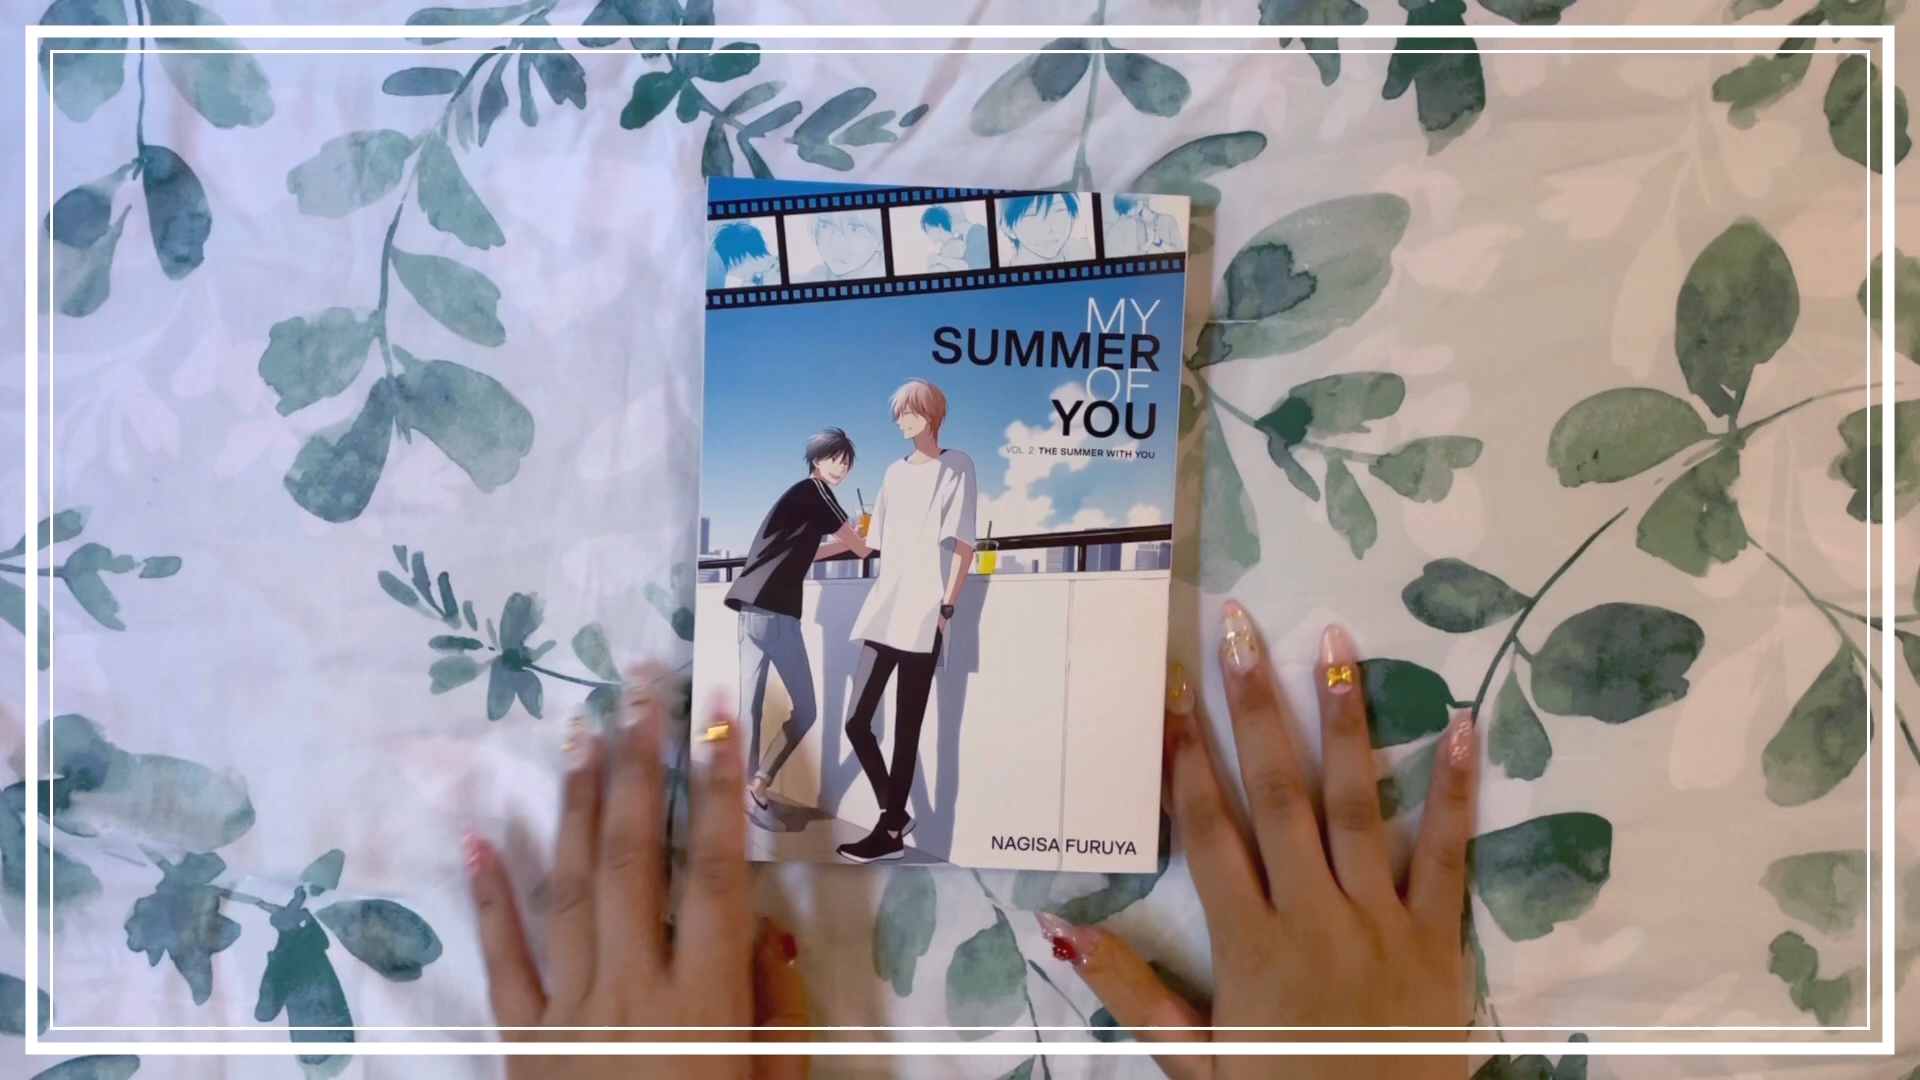 MY
SUMMER
OF
YOU
VOL. 2 THE SUMMER WITH YOU
NAGISA FURUYA